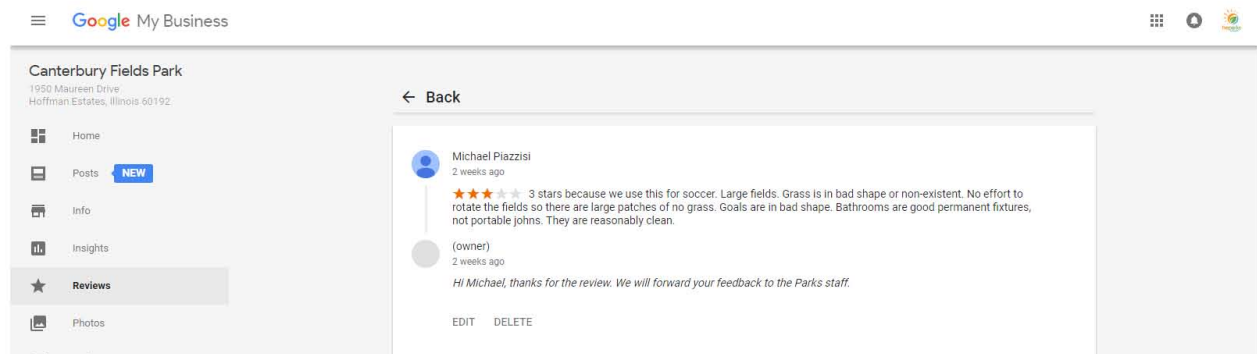 Google My Business
Canterbury Fields Park
1950 Maureen Drive
Hoffman Estates, Illinois 60192
Home
Posts NEW
Info
Insights
Reviews
Photos
← Back
Michael Piazzisi
2 weeks ago
3 stars because we use this for soccer. Large fields. Grass is in bad shape or non-existent. No effort to
rotate the fields so there are large patches of no grass. Goals are in bad shape. Bathrooms are good permanent fixtures,
not portable johns. They are reasonably clean.
(owner)
2 weeks ago
Hi Michael, thanks for the review. We will forward your feedback to the Parks staff.
EDIT DELETE